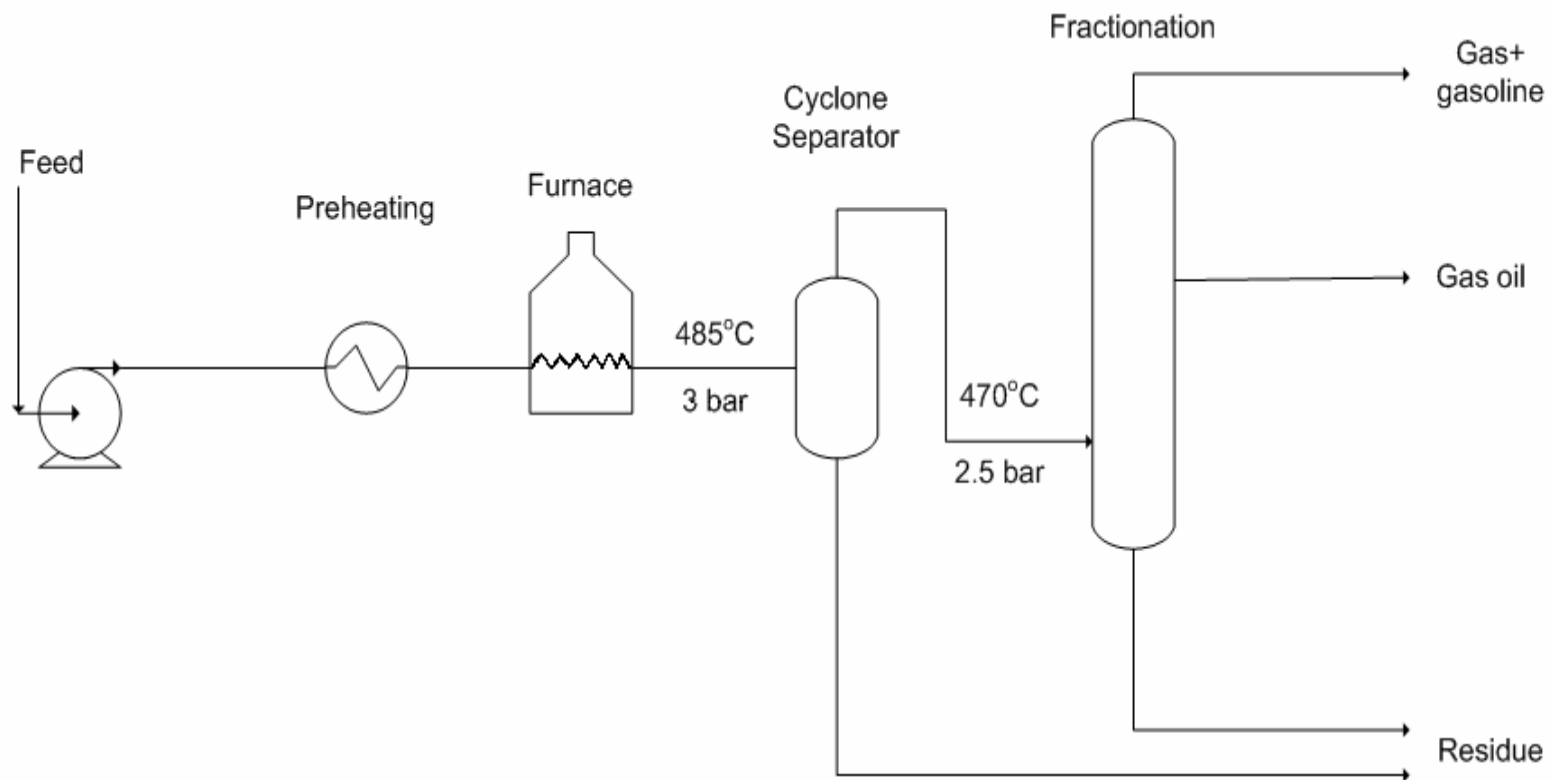 Fractionation
Gas+
gasoline
Cyclone
Separator
Feed
Furnace
Preheating
Gas oil
485°C
3 bar
470°C
2.5 bar
Residue